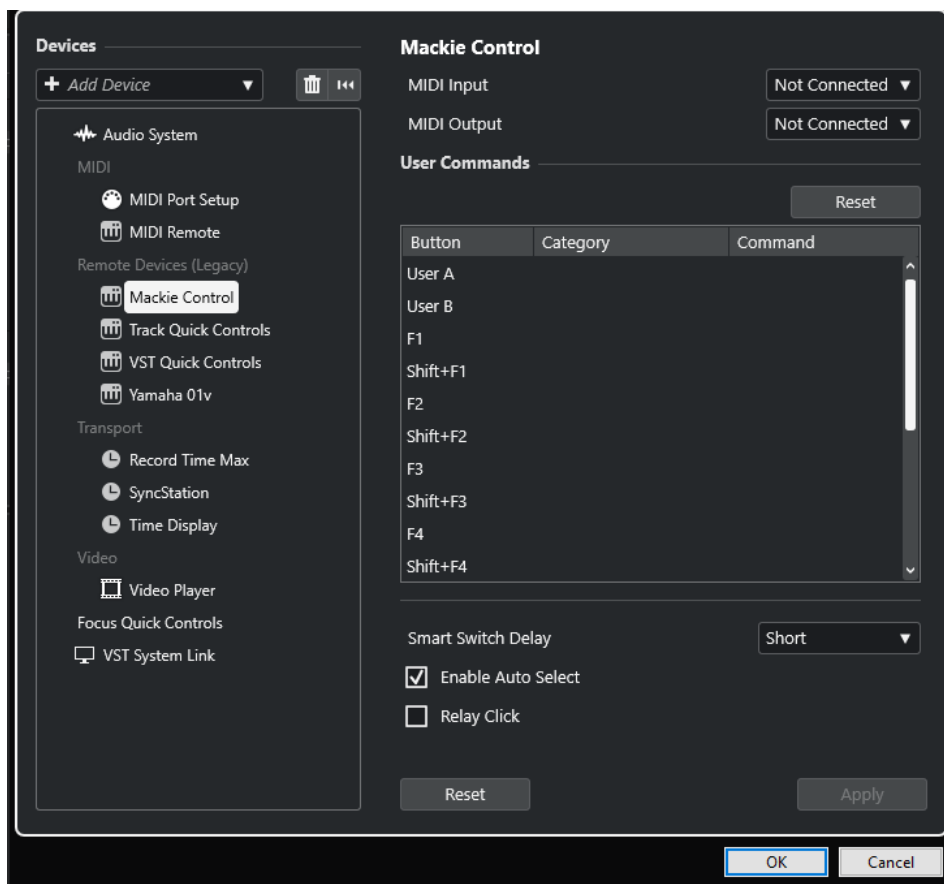 Devices
Add Device
Audio System
MIDI
MIDI Port Setup
MIDI Remote
Remote Devices (Legacy)
Mackie Control
Track Quick Controls
VST Quick Controls
Yamaha 01v
Transport
Record Time Max
SyncStation
Time Display
Video
Video Player
Focus Quick Controls
VST System Link
Mackie Control
MIDI Input Not Connected
MIDI Output Not Connected
User Commands
Reset
Button Category Command
User A
User B
F1
Shift+F1
F2
Shift+F2
F3
Shift+F3
F4
Shift+F4
Smart Switch Delay Short
Enable Auto Select
Relay Click
Reset Apply
OK Cancel